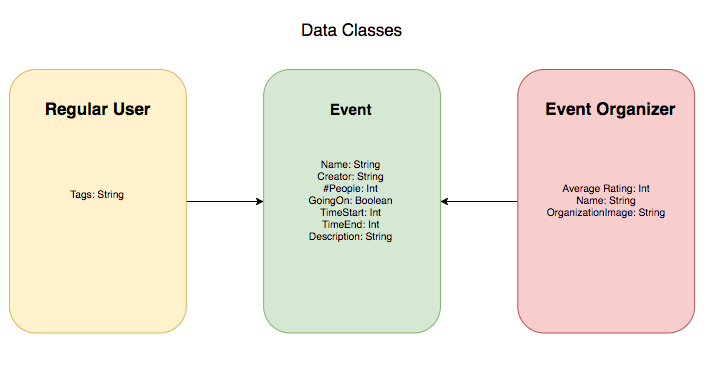 Data Classes
Regular User
Tags: String
Event
Name: String
Creator: String
#People: Int
GoingOn: Boolean
TimeStart: Int
TimeEnd: Int
Description: String
Event Organizer
Average Rating: Int
Name: String
OrganizationImage: String